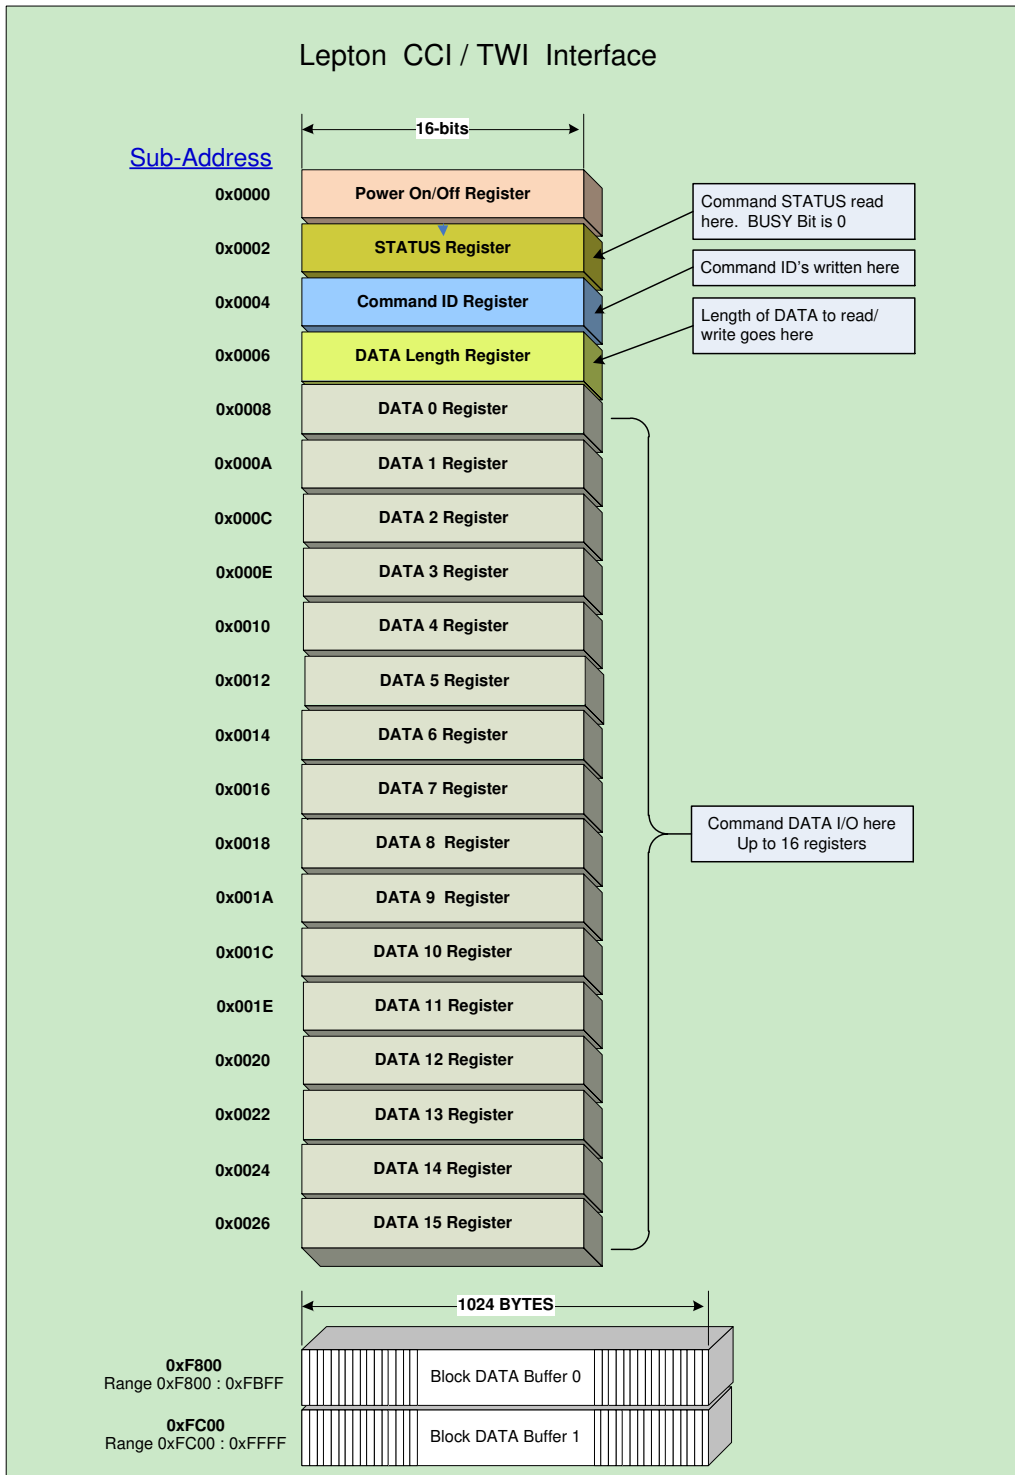 Lepton CCI / TWI Interface
16-bits
Sub-Address
0x0000 Power On/Off Register
Command STATUS read
here. BUSY Bit is 0
0x0002 STATUS Register
Command ID's written here
0x0004 Command ID Register
Length of DATA to read/
write goes here
0x0006 DATA Length Register
0x0008 DATA 0 Register
0x000A DATA 1 Register
0x000C DATA 2 Register
0x000E DATA 3 Register
0x0010 DATA 4 Register
0x0012 DATA 5 Register
0x0014 DATA 6 Register
0x0016 DATA 7 Register
Command DATA I/O here
Up to 16 registers
0x0018 DATA 8 Register
0x001A DATA 9 Register
0x001C DATA 10 Register
0x001E DATA 11 Register
0x0020 DATA 12 Register
0x0022 DATA 13 Register
0x0024 DATA 14 Register
0x0026 DATA 15 Register
1024 BYTES
0xF800
Range 0xF800 : 0xFBFF
Block DATA Buffer 0
0xFC00
Range 0xFC00 : 0xFFFF
Block DATA Buffer 1